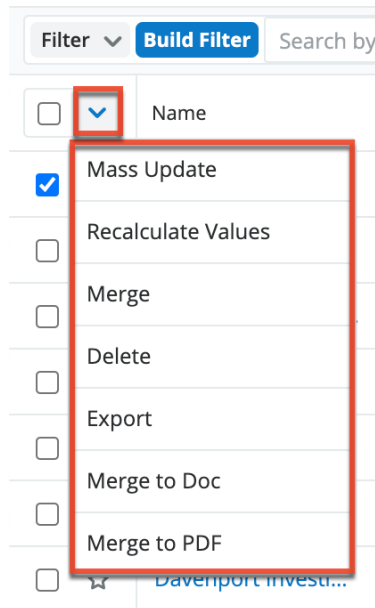 Filter Build Filter Search by
Name
Mass Update
Recalculate Values
Merge
Delete
Export
Merge to Doc
Merge to PDF
Davenport Investi...